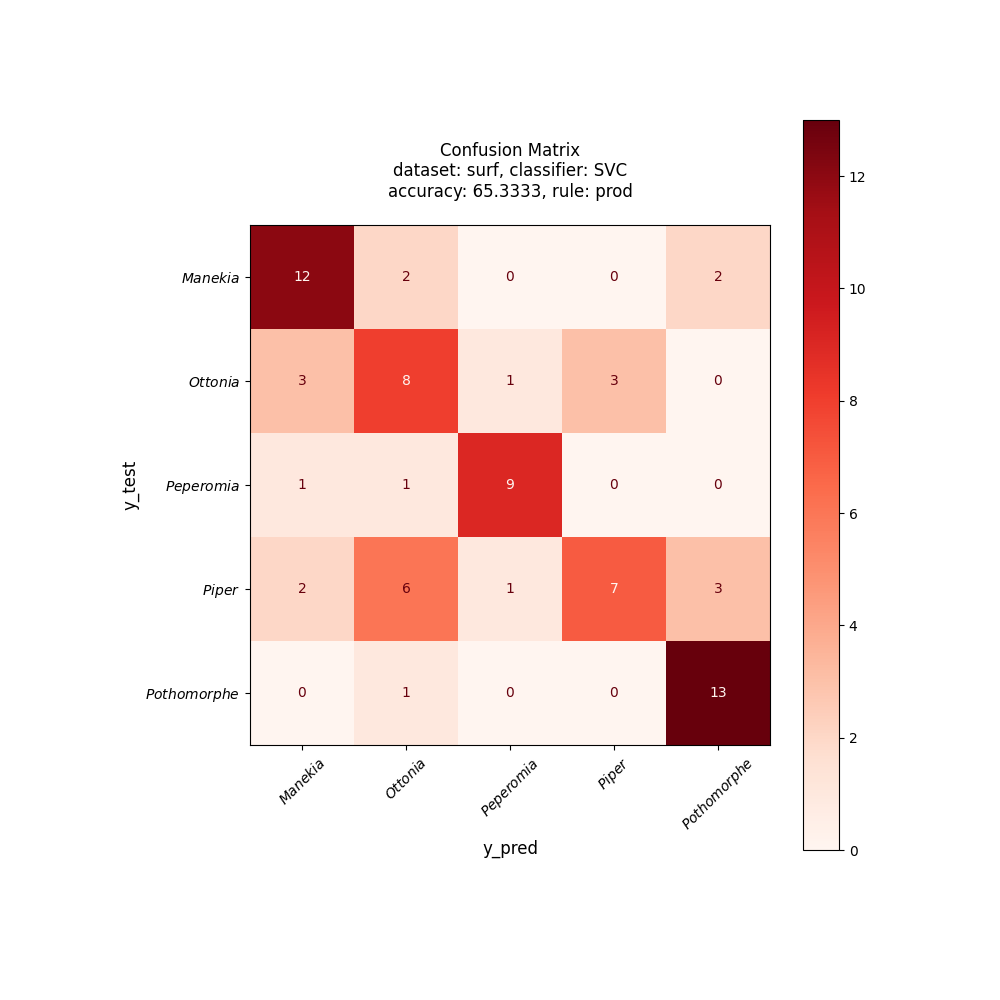 Confusion Matrix
dataset: surf, classifier: SVC
accuracy: 65.3333, rule: prod
Manekia 12 2 0 0 2
Ottonia 3 8 1 3 0
Peperomia 1 1 9 0 0
Piper 2 6 1 7 3
Pothomorphe 0 1 0 0 13
Manekia Ottonia Peperomia Piper Pothomorphe
y_test
y_pred
12
10
8
6
4
2
0